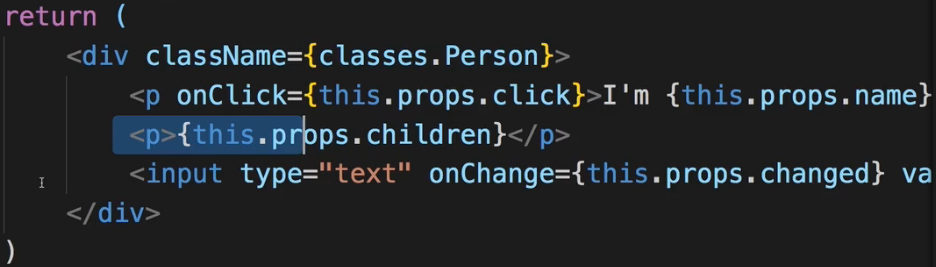 return (
<div className={classes.Person}>
<p onClick={this.props.click}>I'm {this.props.name}
<p>{this.props.children}</p>
<input type="text" onChange={this.props.changed} va
</div>
)